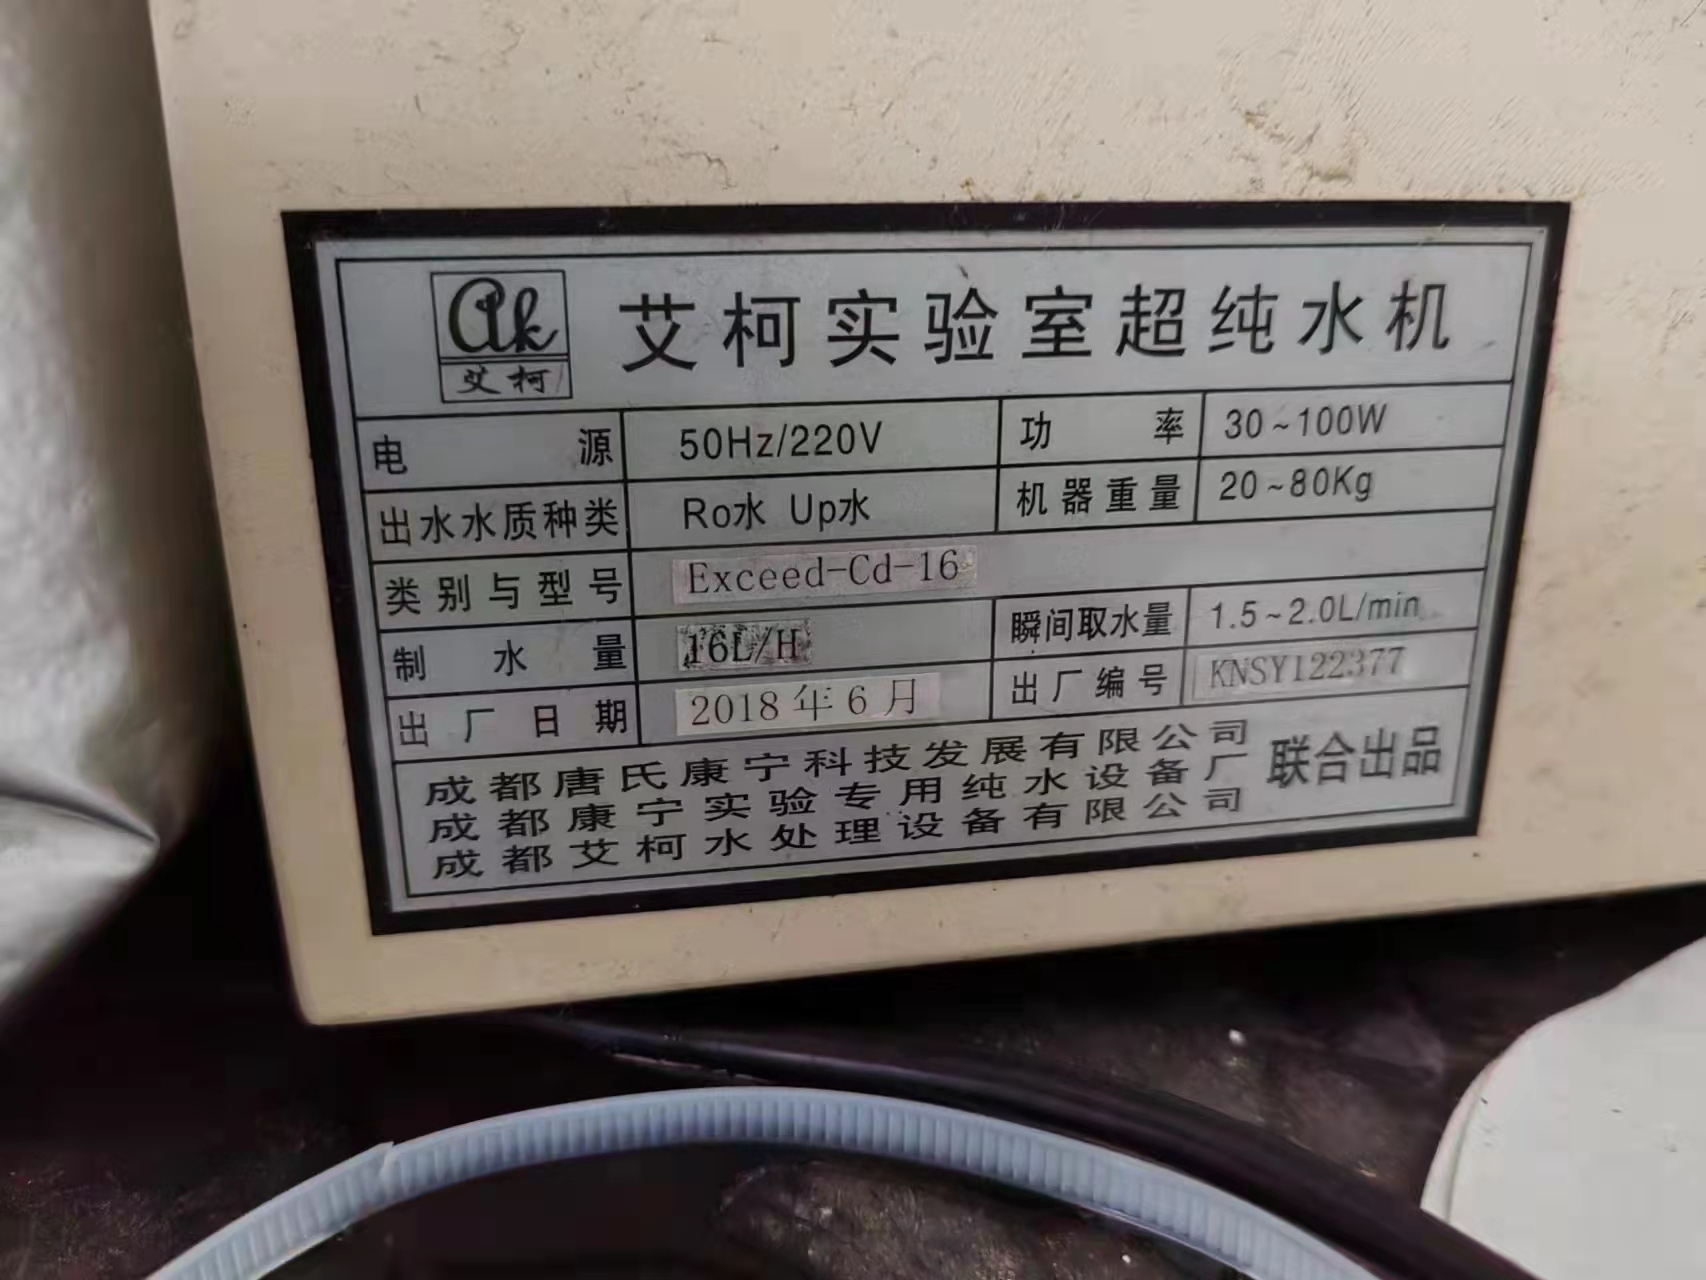 Ak
艾柯
艾柯实验室超纯水机
电源 50Hz/220V 功率 30~100W
出水水质种类 Ro水 Up水 机器重量 20~80Kg
类别与型号 Exceed-Cd-16
制水量 16L/H 瞬间取水量 1.5~2.0L/min
出厂日期 2018年6月 出厂编号 KNSY122377
成都唐氏康宁科技发展有限公司
成都康宁实验专用纯水设备厂 联合出品
成都艾柯水处理设备有限公司